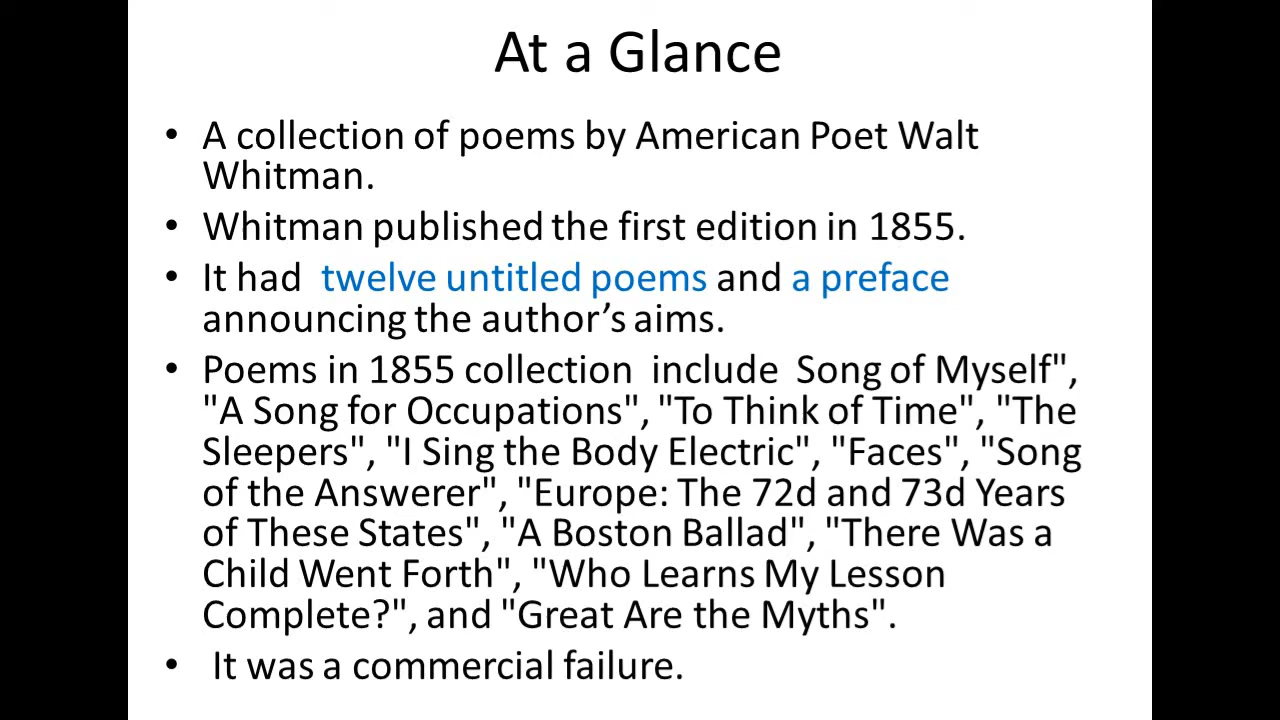 At a Glance
• A collection of poems by American Poet Walt
Whitman.
• Whitman published the first edition in 1855.
• It had  twelve untitled poems and a preface
announcing the author’s aims.
• Poems in 1855 collection  include  Song of Myself",
"A Song for Occupations", "To Think of Time", "The
Sleepers", "I Sing the Body Electric", "Faces", "Song
of the Answerer", "Europe: The 72d and 73d Years
of These States", "A Boston Ballad", "There Was a
Child Went Forth", "Who Learns My Lesson
Complete?", and "Great Are the Myths".
• It was a commercial failure.